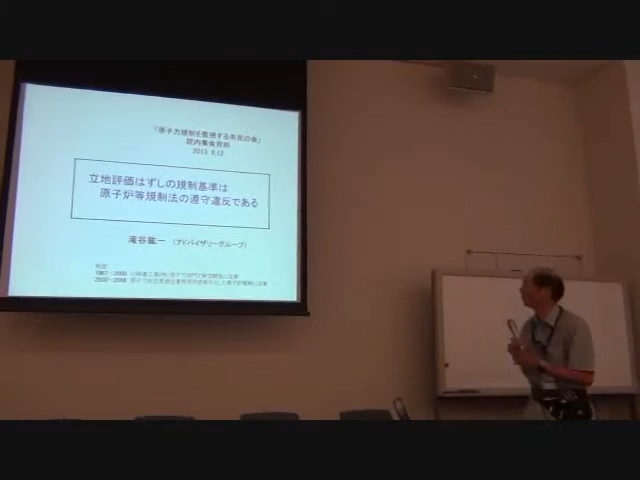 「原子力規制を監視する市民の会」
院内集会資料
2013. 6.12
立地評価はずしの規制基準は
原子炉等規制法の遵守違反である
滝谷紘一 （アドバイザリーグループ）